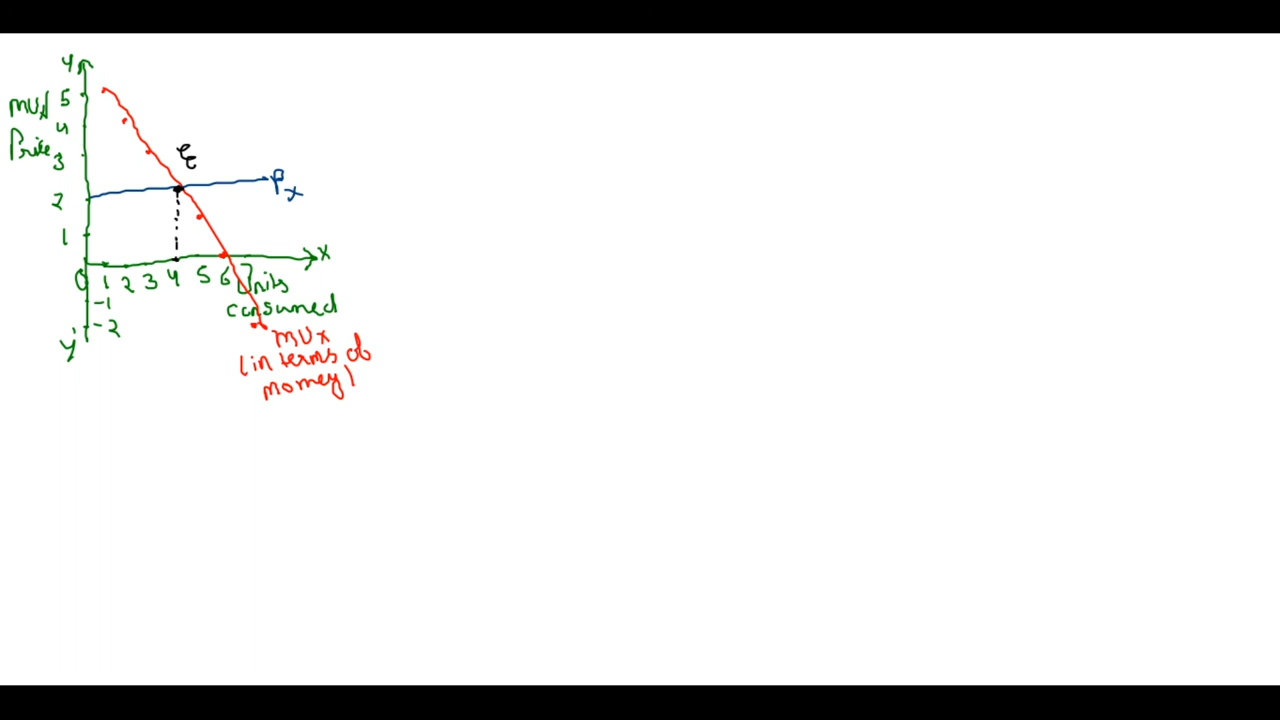 y
MUx/
Price
5
4
3
2
1
0
-1
-2
y'
e
Px
1 2 3 4 5 6 7
x
Units
consumed
MUx
(in terms of
momey)